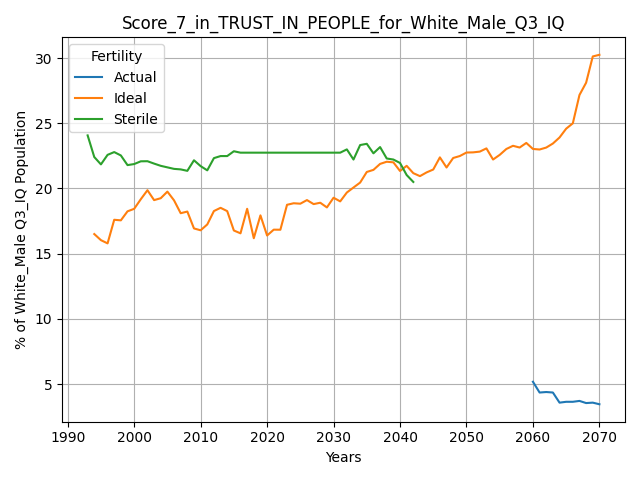 Score_7_in_TRUST_IN_PEOPLE_for_White_Male_Q3_IQ
Fertility
Actual
Ideal
Sterile
% of White_Male Q3_IQ Population
30
25
20
15
10
5
1990 2000 2010 2020 2030 2040 2050 2060 2070
Years